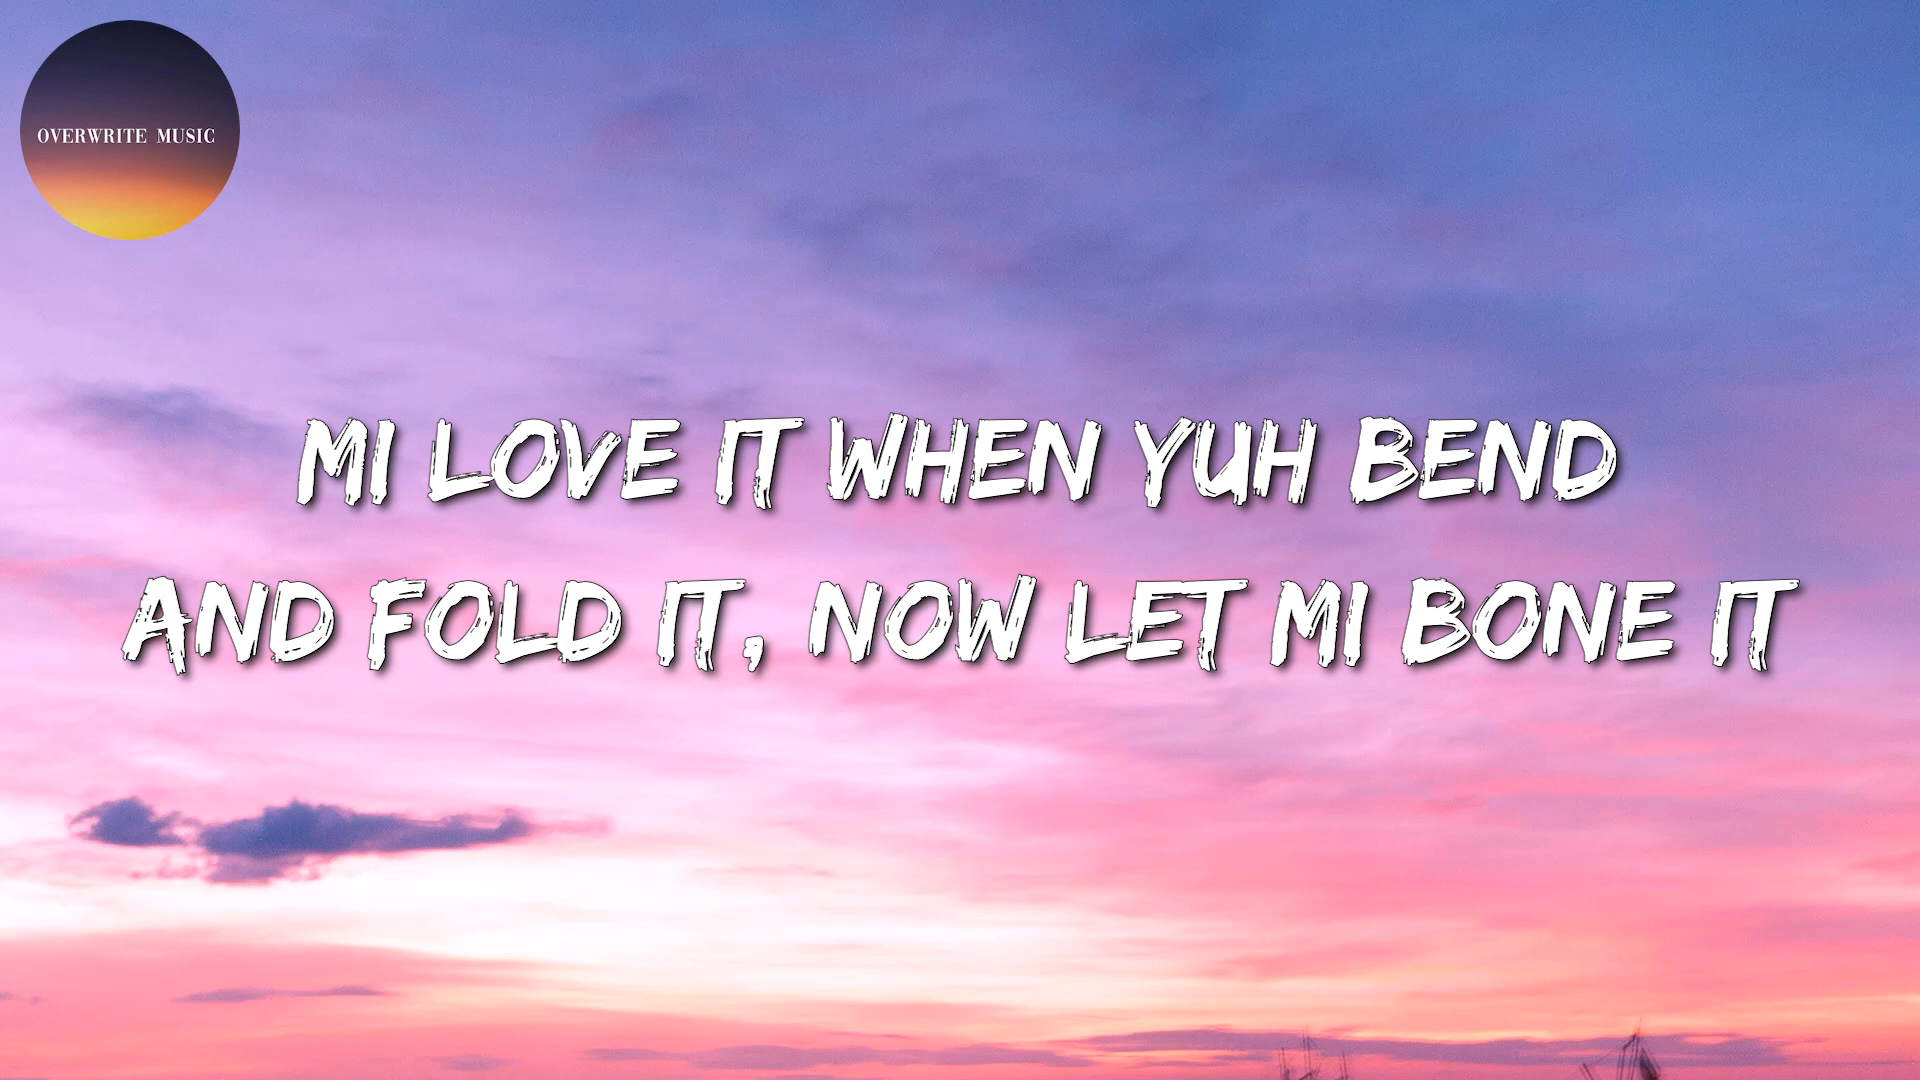 OVERWRITE MUSIC
MI LOVE IT WHEN YUH BEND
AND FOLD IT, NOW LET MI BONE IT